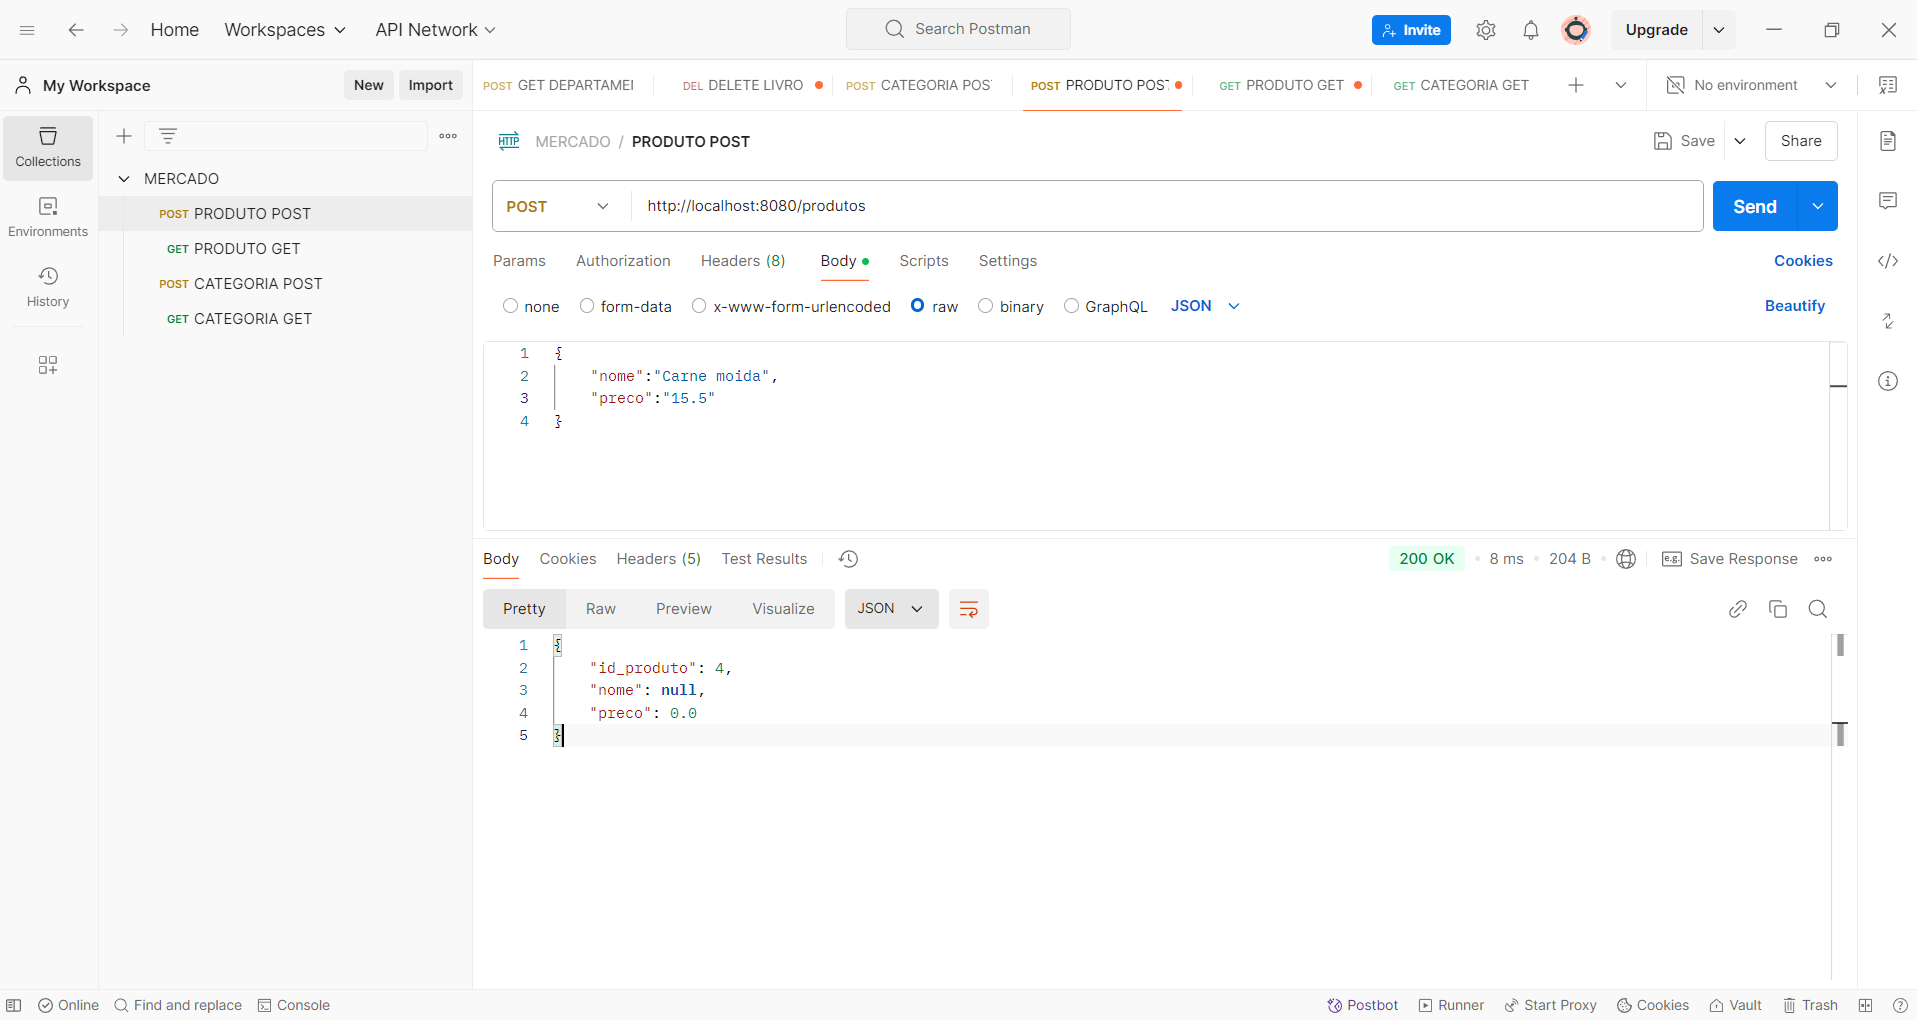 Home Workspaces API Network Search Postman Invite Upgrade
My Workspace New Import POST GET DEPARTAMEI DEL DELETE LIVRO POST CATEGORIA POS POST PRODUTO POST GET PRODUTO GET GET CATEGORIA GET No environment
Collections
Environments
History
MERCADO
POST PRODUTO POST
GET PRODUTO GET
POST CATEGORIA POST
GET CATEGORIA GET
HTTP MERCADO / PRODUTO POST Save Share
POST http://localhost:8080/produtos Send
Params Authorization Headers (8) Body Scripts Settings Cookies
none form-data x-www-form-urlencoded raw binary GraphQL JSON Beautify
1 {
2 "nome":"Carne moida",
3 "preco":"15.5"
4 }
Body Cookies Headers (5) Test Results 200 OK • 8 ms • 204 B • e.g. Save Response
Pretty Raw Preview Visualize JSON
1 {
2 "id_produto": 4,
3 "nome": null,
4 "preco": 0.0
5 }
Online Find and replace Console Postbot Runner Start Proxy Cookies Vault Trash